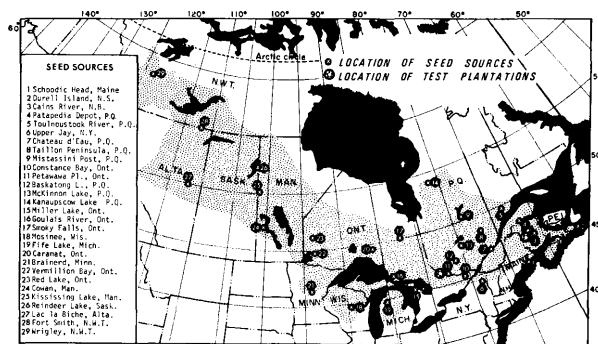 140° 130° 120° 110° 100° 90° 80° 70° 60° 50°
60
Arctic circle
SEED SOURCES
LOCATION OF SEED SOURCES
LOCATION OF TEST PLANTATIONS
1 Schoodic Head, Maine
2 Durell Island, N.S.
3 Cains River, N.B.
4 Patapedia Depot, P.Q.
5 Toulnoustook River, P.Q.
6 Upper Jay, N.Y.
7 Chateau d'Eau, P.Q.
8 Taillon Peninsula, P.Q.
9 Mistassini Post, P.Q.
10 Constance Bay, Ont.
11 Petawawa Pl., Ont.
12 Baskatong L., P.Q.
13 McKinnon Lake, P.Q.
14 Kanaupscow Lake P.Q.
15 Miller Lake, Ont.
16 Goulais River, Ont.
17 Smoky Falls, Ont.
18 Mosinee, Wis.
19 Fife Lake, Mich.
20 Caramat, Ont.
21 Brainerd, Minn.
22 Vermillion Bay, Ont.
23 Red Lake, Ont.
24 Cowan, Man.
25 Kississing Lake, Man.
26 Reindeer Lake, Sask.
27 Lac la Biche, Alta.
28 Fort Smith, N.W.T.
29 Wrigley, N.W.T.
N.W.T.
ALTA.
SASK.
MAN.
ONT.
P.Q.
P.E.I.
MAINE
N.H.
N.Y.
MINN.
WIS.
MICH.
50
40